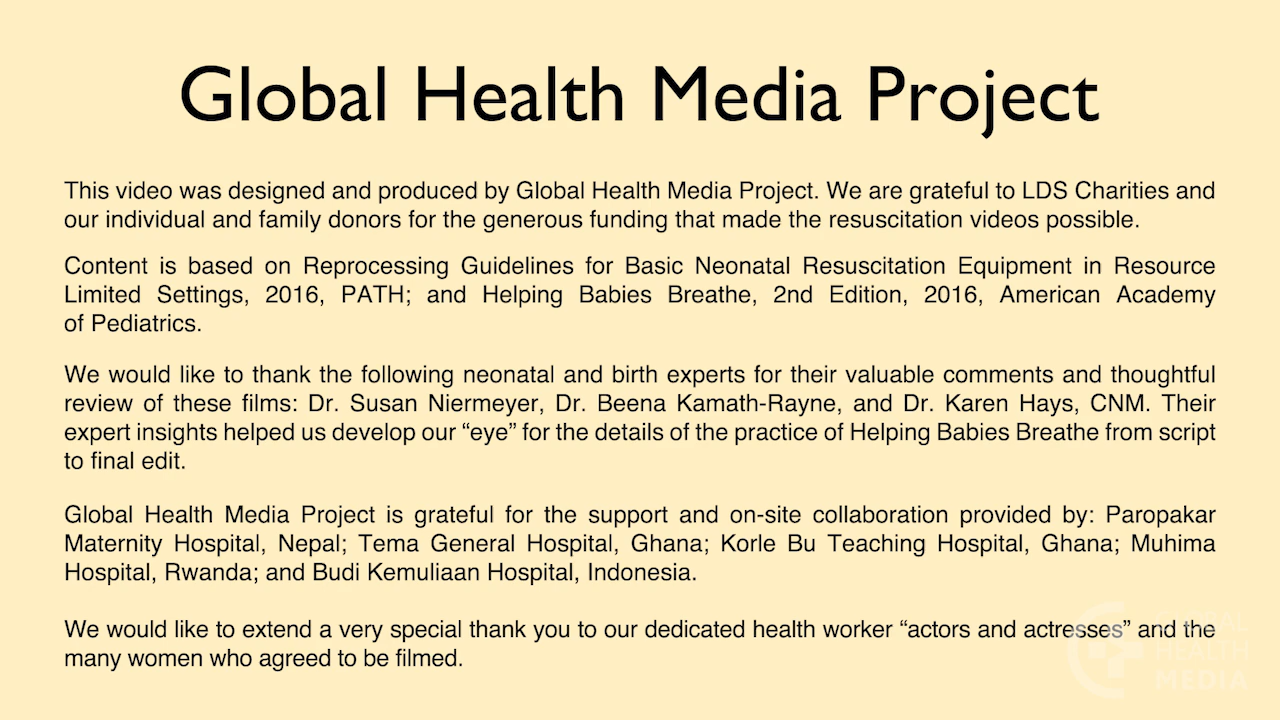 Global Health Media Project
This video was designed and produced by Global Health Media Project. We are grateful to LDS Charities and
our individual and family donors for the generous funding that made the resuscitation videos possible.
Content is based on Reprocessing Guidelines for Basic Neonatal Resuscitation Equipment in Resource
Limited Settings, 2016, PATH; and Helping Babies Breathe, 2nd Edition, 2016, American Academy
of Pediatrics.
We would like to thank the following neonatal and birth experts for their valuable comments and thoughtful
review of these films: Dr. Susan Niermeyer, Dr. Beena Kamath-Rayne, and Dr. Karen Hays, CNM. Their
expert insights helped us develop our “eye” for the details of the practice of Helping Babies Breathe from script
to final edit.
Global Health Media Project is grateful for the support and on-site collaboration provided by: Paropakar
Maternity Hospital, Nepal; Tema General Hospital, Ghana; Korle Bu Teaching Hospital, Ghana; Muhima
Hospital, Rwanda; and Budi Kemuliaan Hospital, Indonesia.
We would like to extend a very special thank you to our dedicated health worker “actors and actresses” and the
many women who agreed to be filmed.
GLOBAL
HEALTH
MEDIA